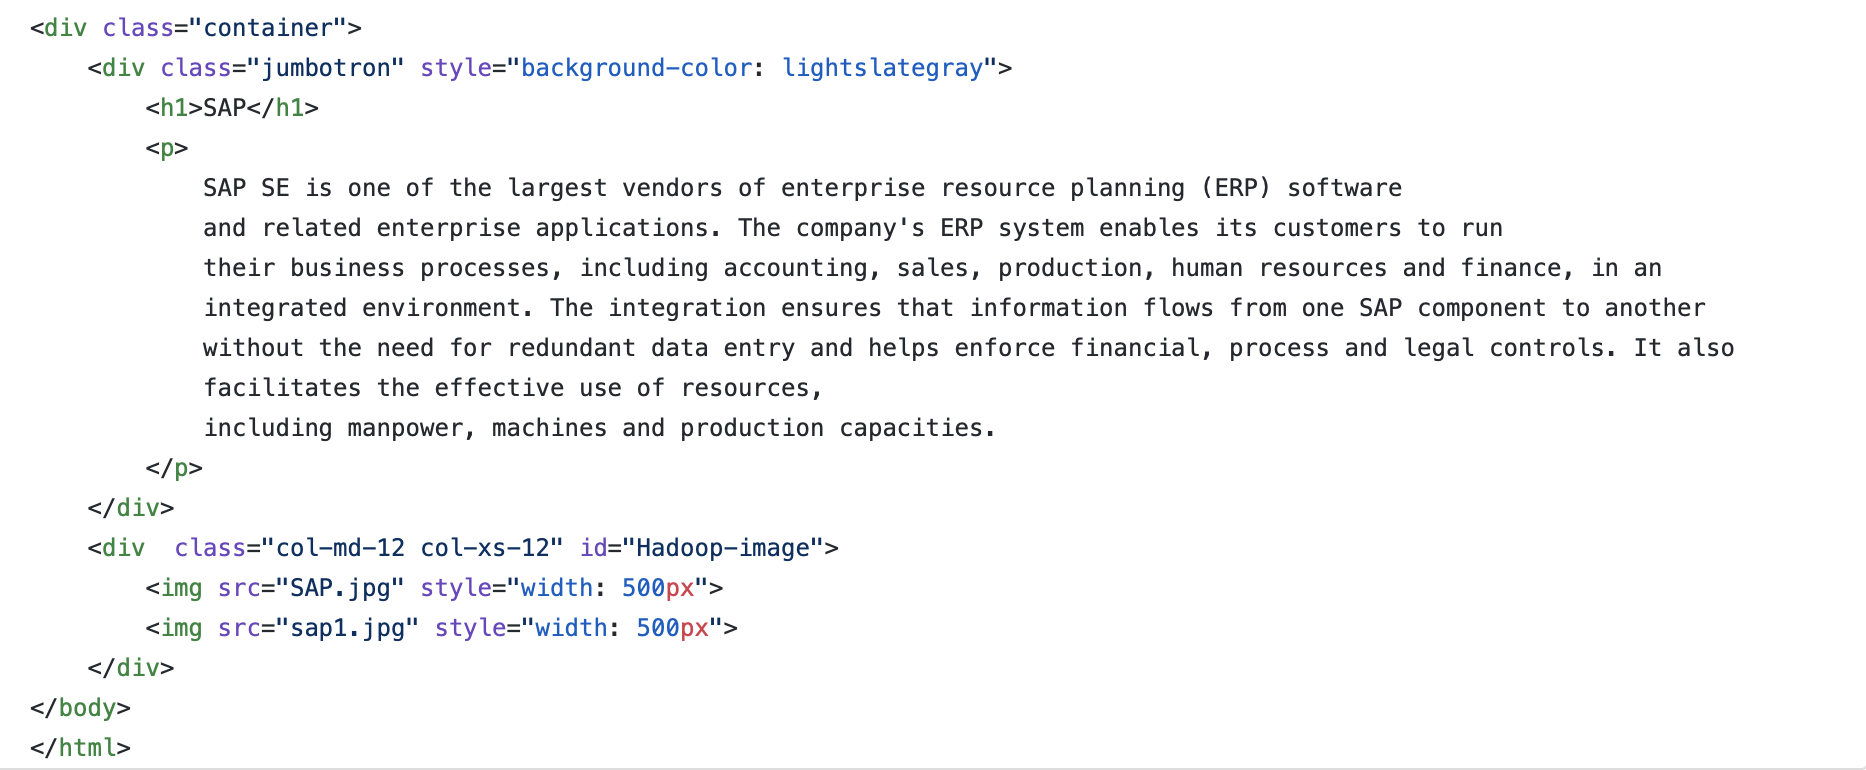 <div class="container">
    <div class="jumbotron" style="background-color: lightslategray">
        <h1>SAP</h1>
        <p>
            SAP SE is one of the largest vendors of enterprise resource planning (ERP) software
            and related enterprise applications. The company's ERP system enables its customers to run
            their business processes, including accounting, sales, production, human resources and finance, in an
            integrated environment. The integration ensures that information flows from one SAP component to another
            without the need for redundant data entry and helps enforce financial, process and legal controls. It also
            facilitates the effective use of resources,
            including manpower, machines and production capacities.
        </p>
    </div>
    <div  class="col-md-12 col-xs-12" id="Hadoop-image">
        <img src="SAP.jpg" style="width: 500px">
        <img src="sap1.jpg" style="width: 500px">
    </div>
</body>
</html>